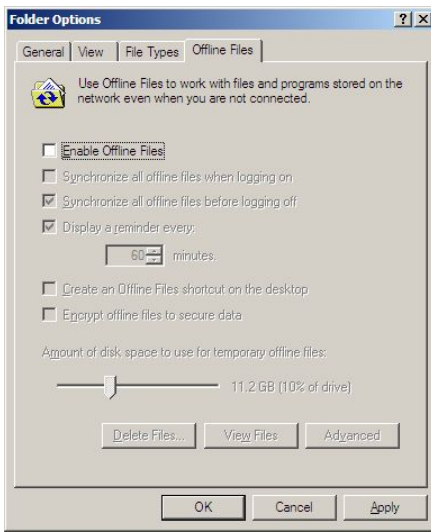 Folder Options
General View File Types Offline Files
Use Offline Files to work with files and programs stored on the
network even when you are not connected.
Enable Offline Files
Synchronize all offline files when logging on
Synchronize all offline files before logging off
Display a reminder every:
60 minutes.
Create an Offline Files shortcut on the desktop
Encrypt offline files to secure data
Amount of disk space to use for temporary offline files:
11.2 GB (10% of drive)
Delete Files... View Files Advanced
OK Cancel Apply